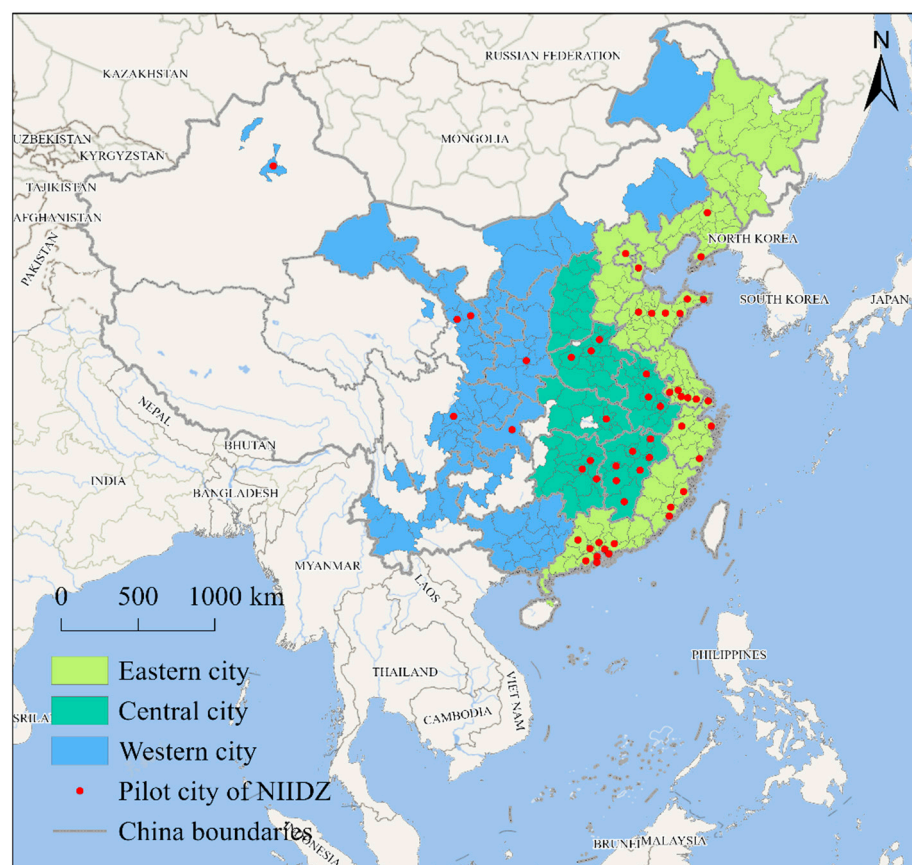 N
RUSSIAN FEDERATION
KAZAKHSTAN
MONGOLIA
UZBEKISTAN
KYRGYZSTAN
TAJIKISTAN
AFGHANISTAN
PAKISTAN
NORTH KOREA
SOUTH KOREA
JAPAN
NEPAL
BHUTAN
INDIA
BANGLADESH
MYANMAR
LAOS
0 500 1000 km
PHILIPPINES
Eastern city
THAILAND
VIETNAM
Central city
CAMBODIA
SRILA
Western city
Pilot city of NIIDZ
China boundaries
INDONESIA
BRUNEI
MALAYSIA